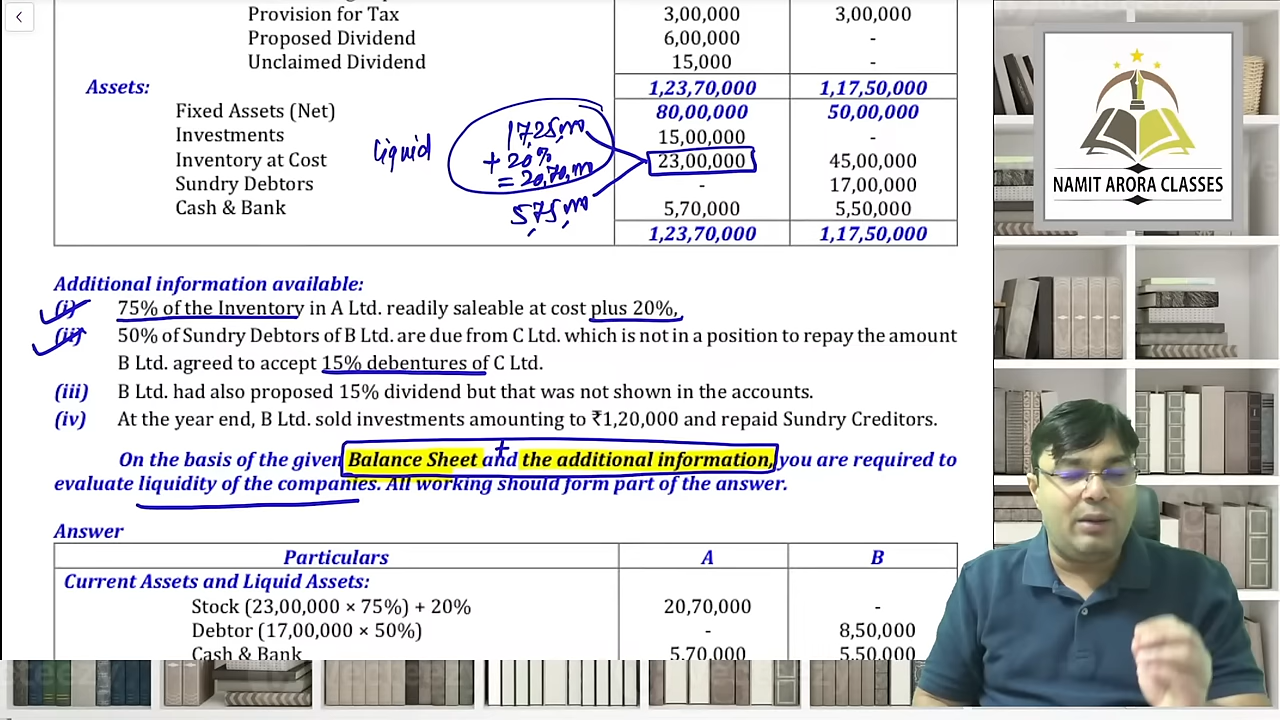 Provision for Tax 3,00,000 3,00,000
Proposed Dividend 6,00,000 -
Unclaimed Dividend 15,000 -
Assets: 1,23,70,000 1,17,50,000
Fixed Assets (Net) 80,00,000 50,00,000
Investments 15,00,000 -
Inventory at Cost 23,00,000 45,00,000
Sundry Debtors - 17,00,000
Cash & Bank 5,70,000 5,50,000
1,23,70,000 1,17,50,000
Liquid
1725m
+ 20%
= 20,70,m
575m
NAMIT ARORA CLASSES
Additional information available:
(i) 75% of the Inventory in A Ltd. readily saleable at cost plus 20%,
(ii) 50% of Sundry Debtors of B Ltd. are due from C Ltd. which is not in a position to repay the amount
B Ltd. agreed to accept 15% debentures of C Ltd.
(iii) B Ltd. had also proposed 15% dividend but that was not shown in the accounts.
(iv) At the year end, B Ltd. sold investments amounting to ₹1,20,000 and repaid Sundry Creditors.
On the basis of the given Balance Sheet and the additional information, you are required to
evaluate liquidity of the companies. All working should form part of the answer.
Answer
Particulars A B
Current Assets and Liquid Assets:
Stock (23,00,000 × 75%) + 20% 20,70,000 -
Debtor (17,00,000 × 50%) - 8,50,000
Cash & Bank 5,70,000 5,50,000